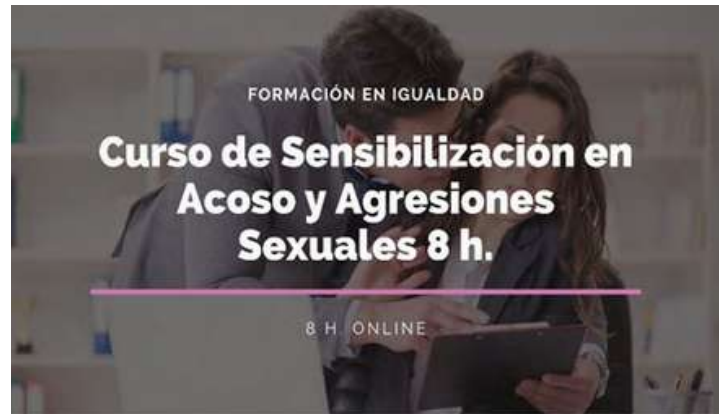 FORMACIÓN EN IGUALDAD
Curso de Sensibilización en
Acoso y Agresiones
Sexuales 8 h.
8 H. ONLINE